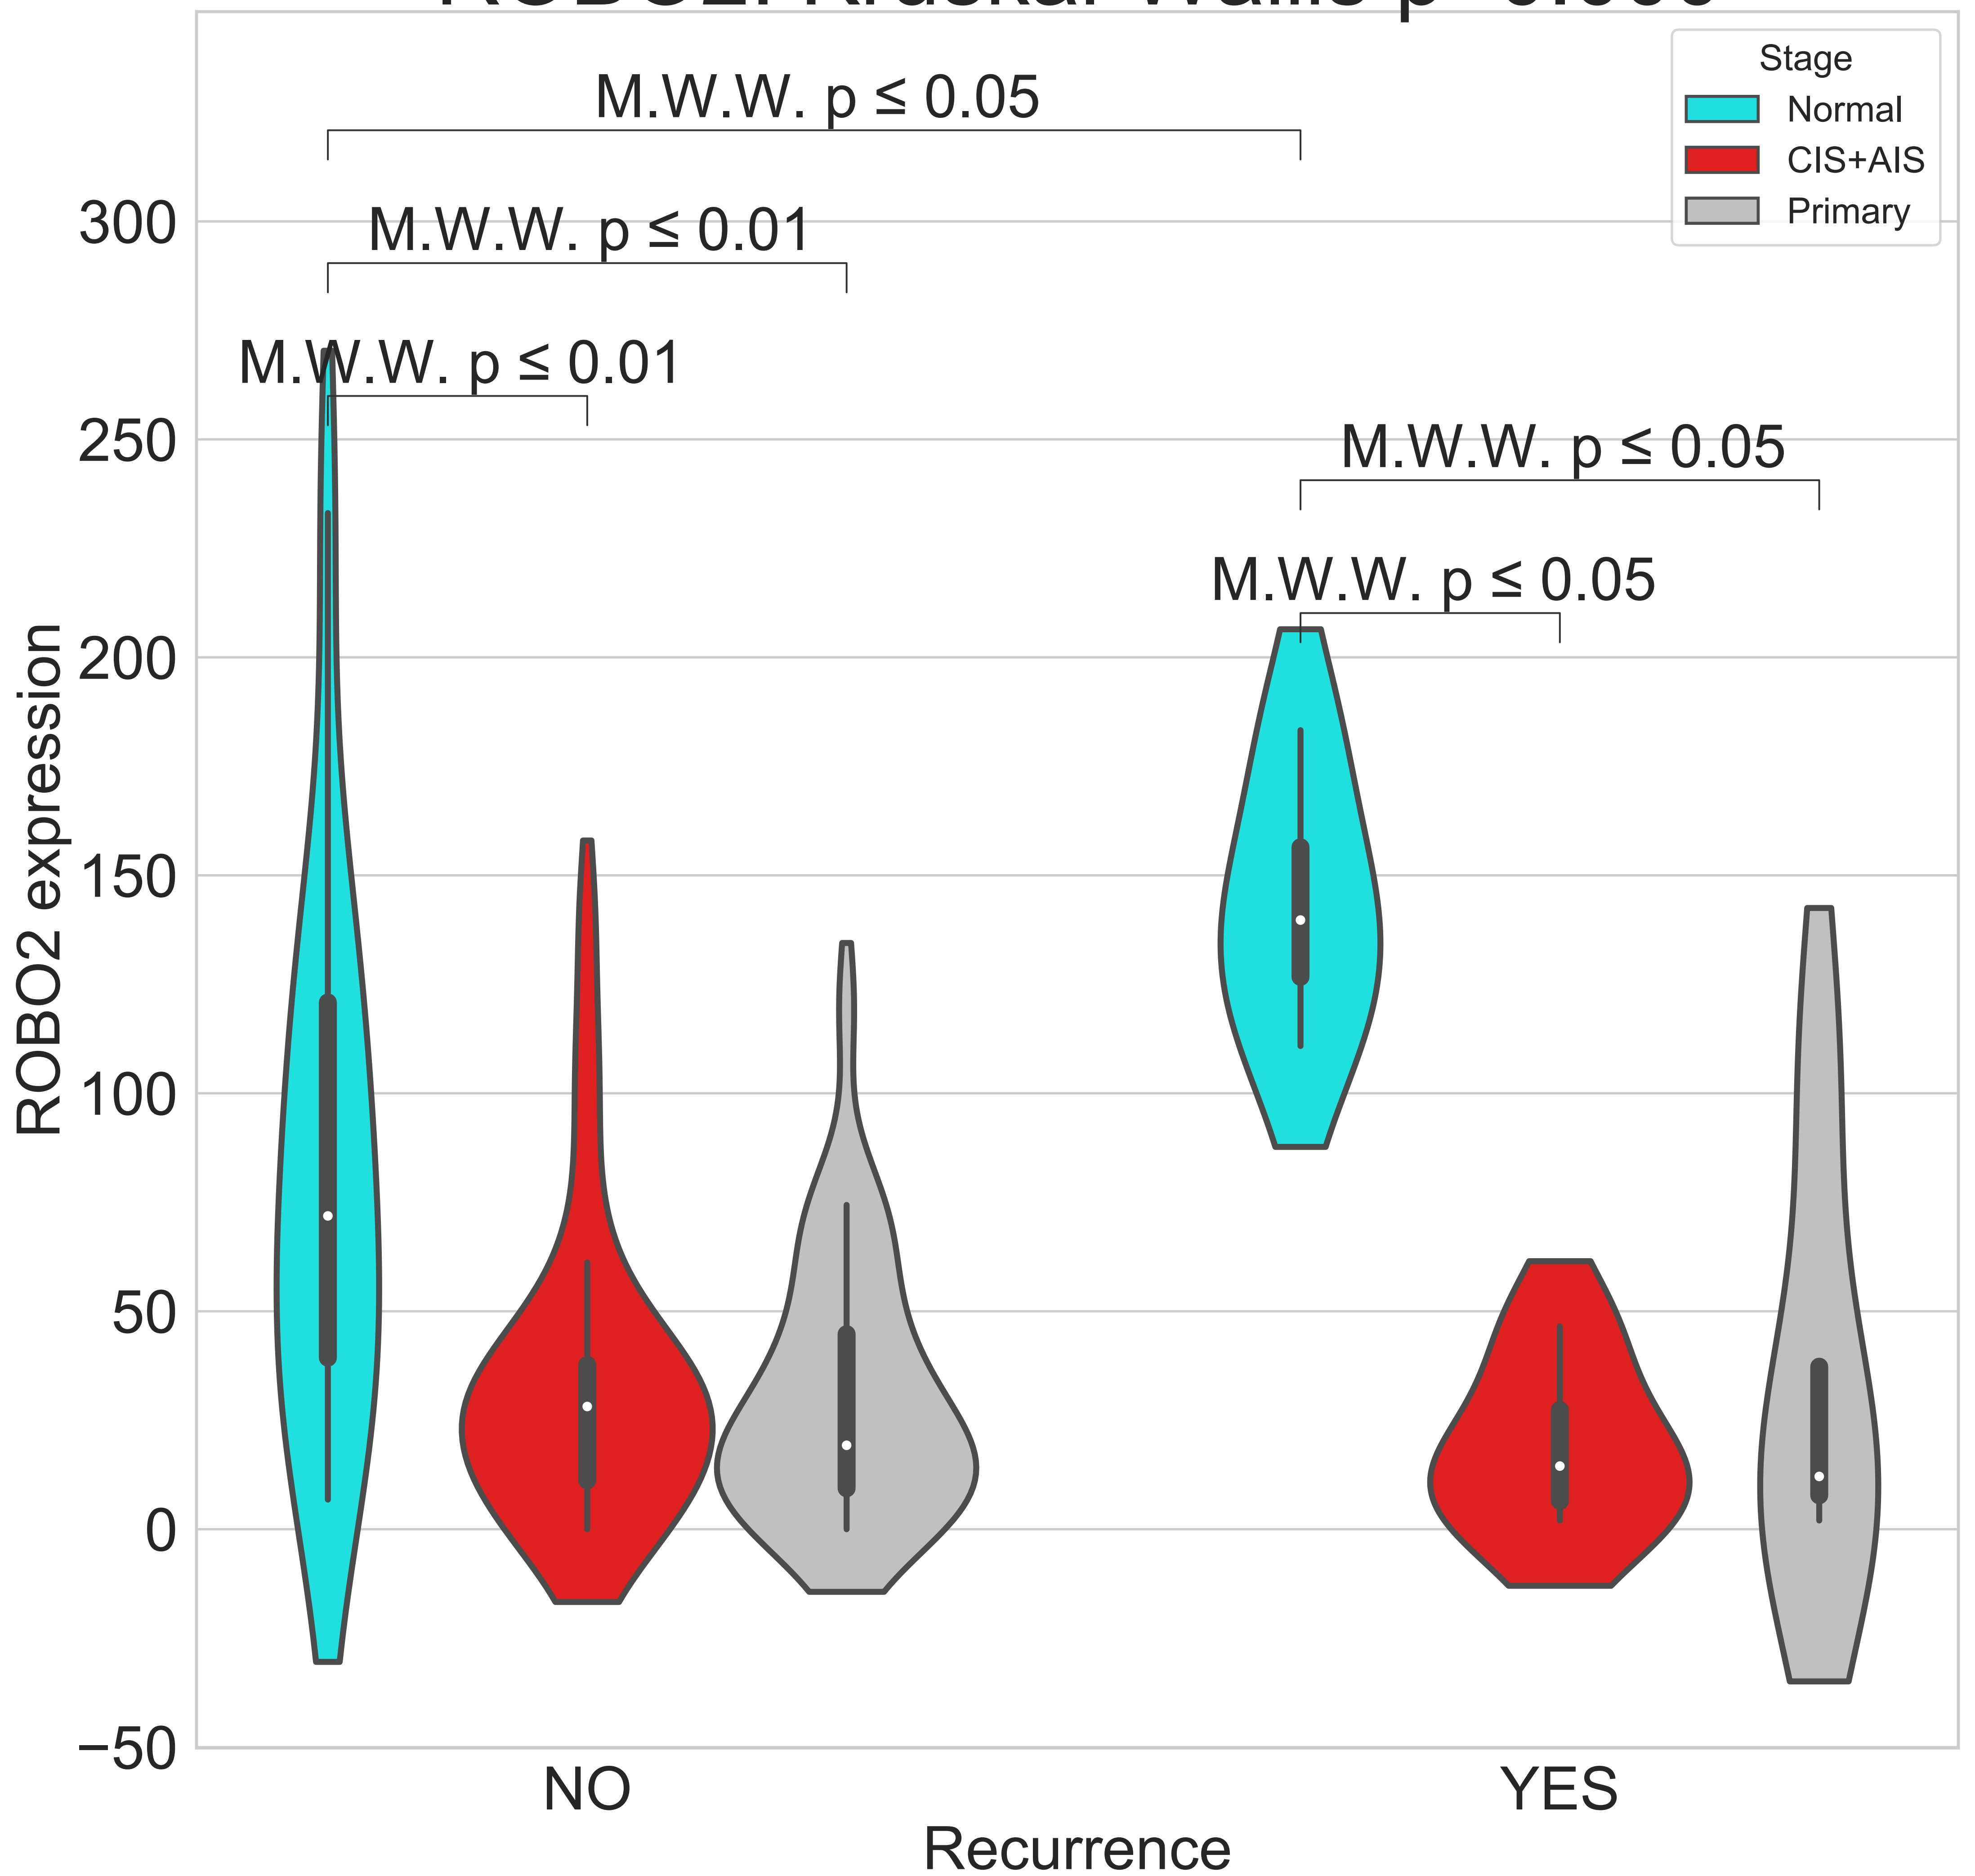 Stage
Normal
CIS+AIS
Primary
M.W.W. p ≤ 0.05
M.W.W. p ≤ 0.01
M.W.W. p ≤ 0.01
M.W.W. p ≤ 0.05
M.W.W. p ≤ 0.05
300
250
200
150
100
50
0
−50
ROBO2 expression
NO
YES
Recurrence